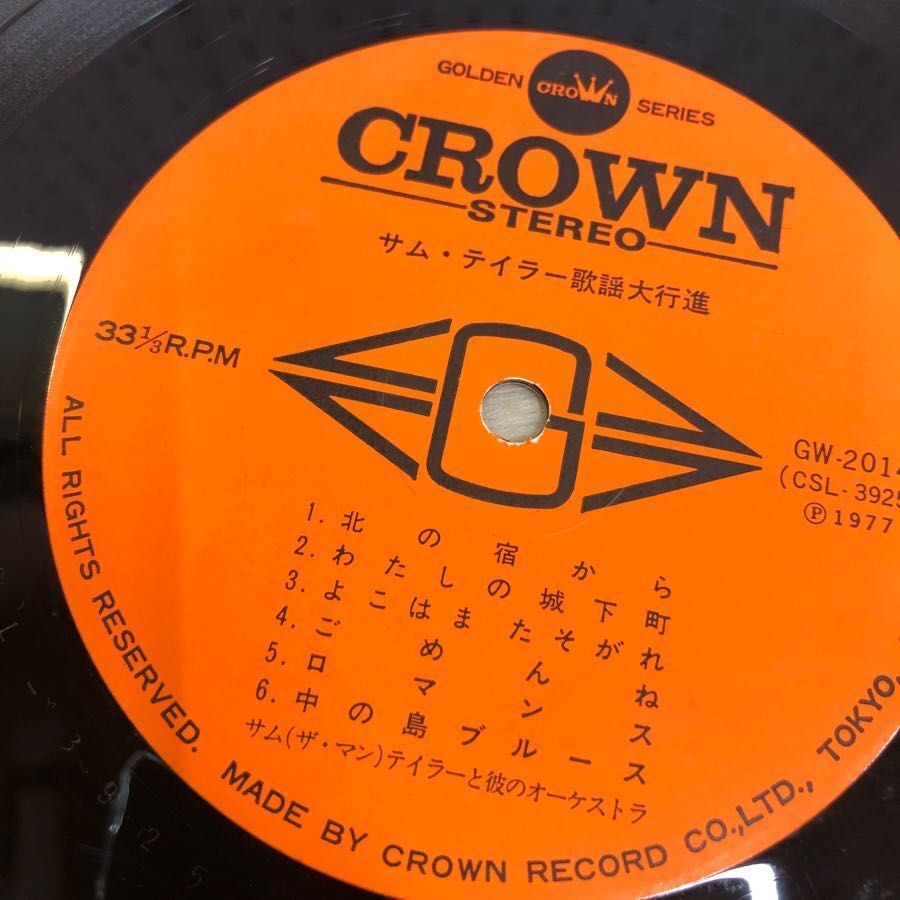 GOLDEN CROWN SERIES
CROWN
STEREO
サム・テイラー歌謡大行進
33 1/3 R.P.M
G
GW-2014
(CSL-3925
Ⓟ 1977
1. 北の宿から
2. わたしの城下町
3. よこはまたそがれ
4. ごめんね
5. ロマンス
6. 中の島ブルース
サム(ザ・マン)テイラーと彼のオーケストラ
ALL RIGHTS RESERVED. MADE BY CROWN RECORD CO.,LTD., TOKYO,